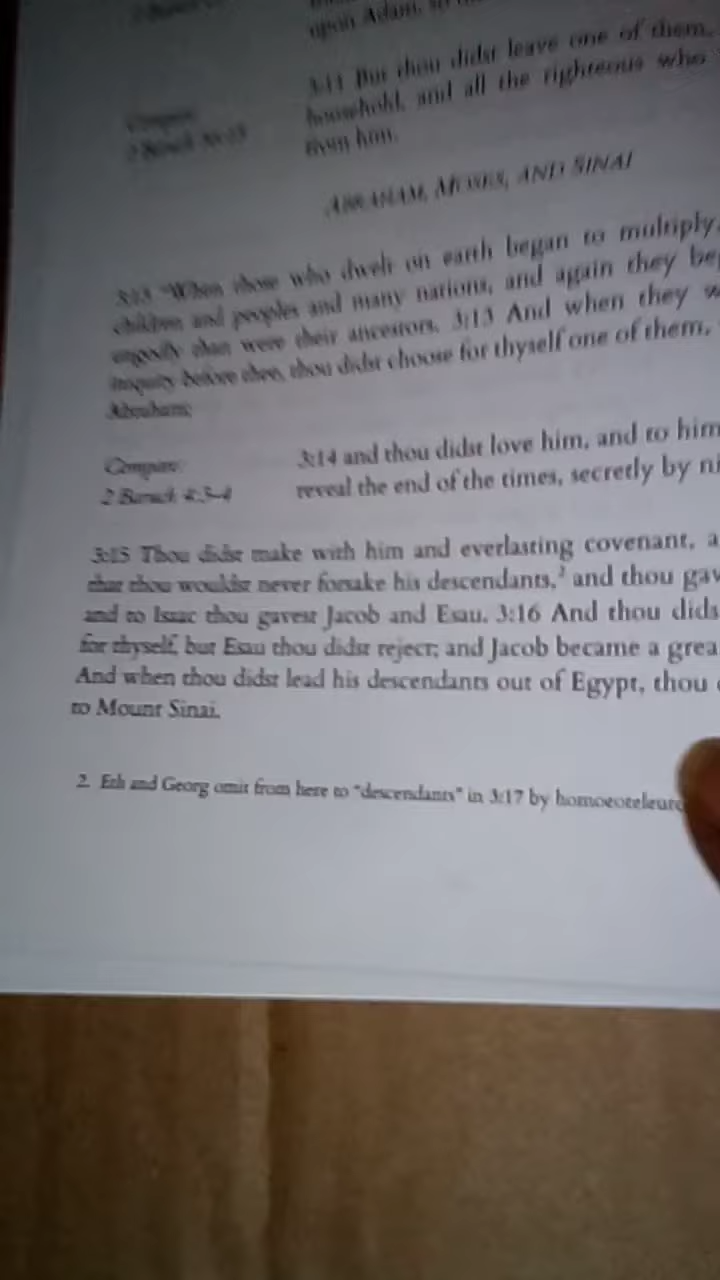 upon Adam, so
3:11 But thou didst leave one of them,
household, and all the righteous who
from him.
Compare
2 Baruch
ABRAHAM, MOSES, AND SINAI
3:12 "When those who dwelt on earth began to multiply,
children and peoples and many nations, and again they be
ungodly than were their ancestors. 3:13 And when they w
iniquity before thee, thou didst choose for thyself one of them,
Abraham;
Compare
2 Baruch 4:3-4
3:14 and thou didst love him, and to him
reveal the end of the times, secretly by ni
3:15 Thou didst make with him and everlasting covenant, a
that thou wouldst never forsake his descendants,² and thou gav
and to Isaac thou gavest Jacob and Esau. 3:16 And thou dids
for thyself, but Esau thou didst reject; and Jacob became a grea
And when thou didst lead his descendants out of Egypt, thou
to Mount Sinai.
2. Eth and Georg omit from here to "descendants" in 3:17 by homoeoteleuto